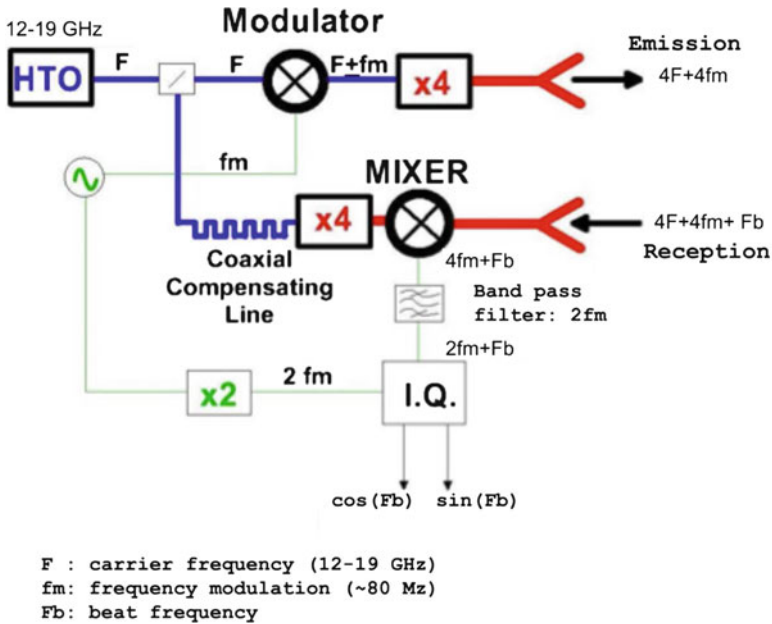 12-19 GHz
Modulator
HTO
F
F
F±fm
x4
Emission
4F+4fm
fm
MIXER
x4
4F+4fm+ Fb
Reception
Coaxial
Compensating
Line
4fm+Fb
Band pass
filter: 2fm
2fm+Fb
x2
2 fm
I.Q.
cos(Fb) sin(Fb)
F : carrier frequency (12-19 GHz)
fm: frequency modulation (~80 Mz)
Fb: beat frequency